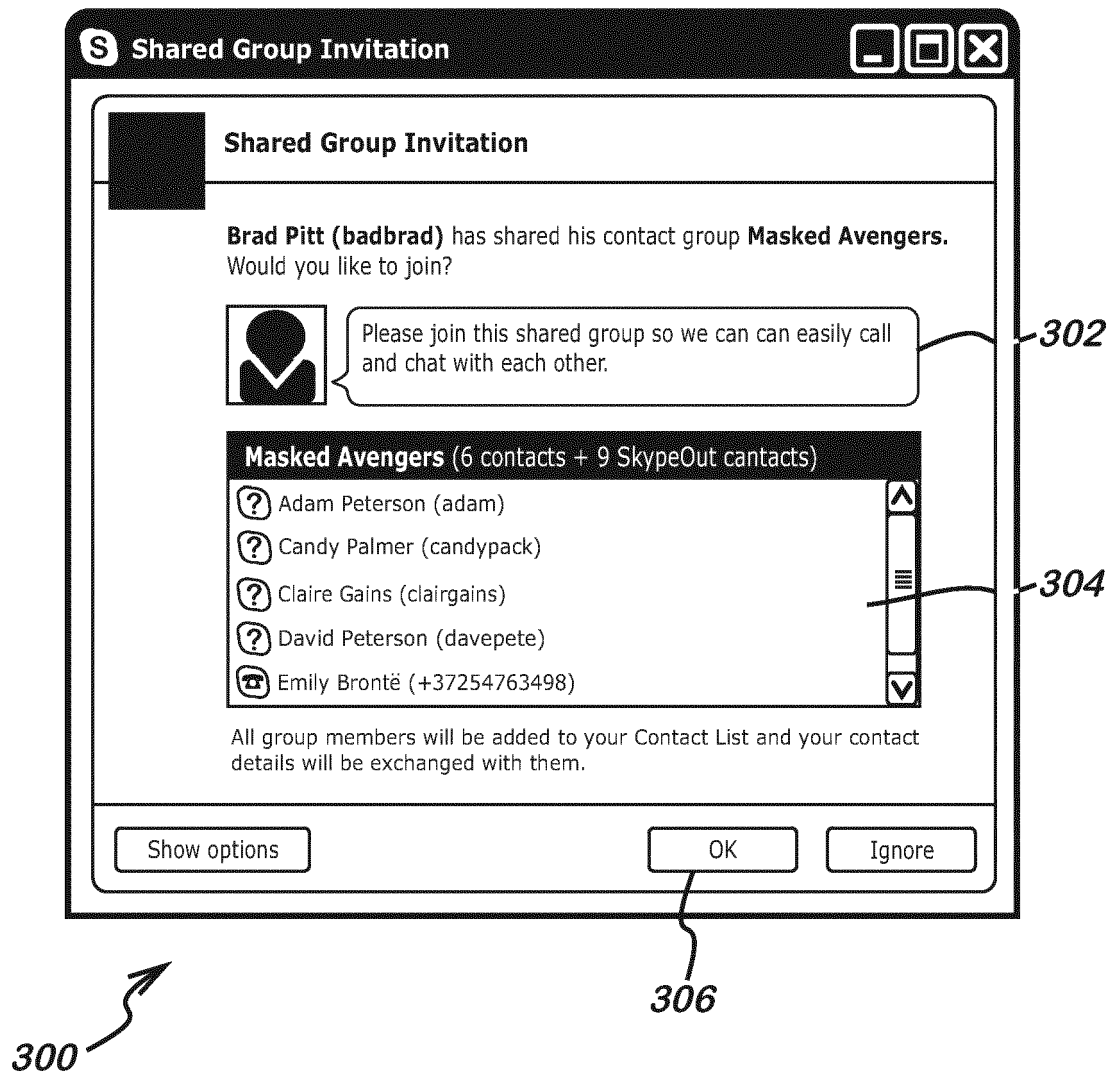 S Shared Group Invitation
Shared Group Invitation
Brad Pitt (badbrad) has shared his contact group Masked Avengers.
Would you like to join?
Please join this shared group so we can can easily call
and chat with each other.
302
Masked Avengers (6 contacts + 9 SkypeOut cantacts)
? Adam Peterson (adam)
? Candy Palmer (candypack)
? Claire Gains (clairgains)
304
? David Peterson (davepete)
Emily Brontë (+37254763498)
All group members will be added to your Contact List and your contact
details will be exchanged with them.
Show options OK Ignore
306
300